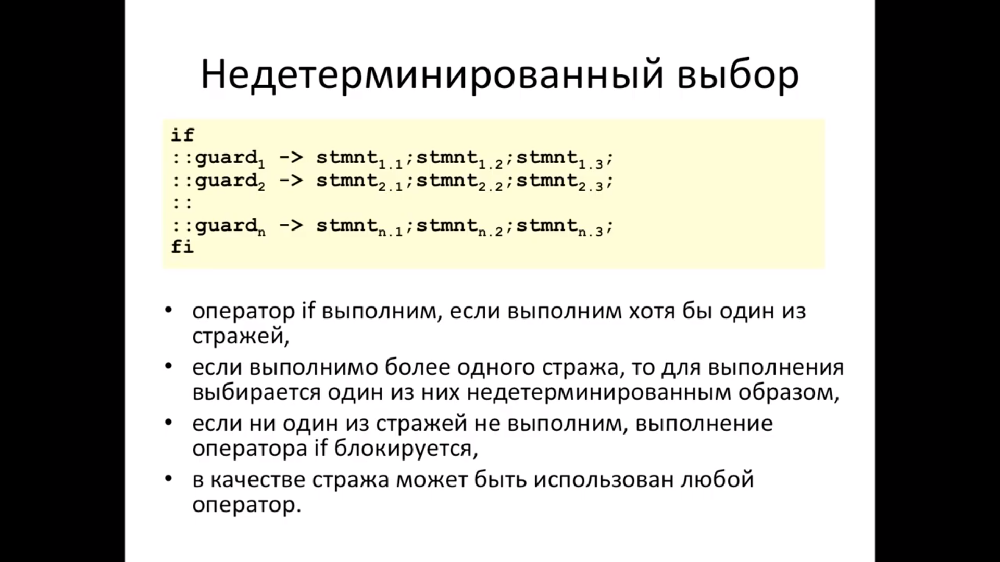 Недетерминированный выбор
if
::guard₁ -> stmnt₁.₁;stmnt₁.₂;stmnt₁.₃;
::guard₂ -> stmnt₂.₁;stmnt₂.₂;stmnt₂.₃;
::
::guardₙ -> stmntₙ.₁;stmntₙ.₂;stmntₙ.₃;
fi
• оператор if выполним, если выполним хотя бы один из
стражей,
• если выполнимо более одного стража, то для выполнения
выбирается один из них недетерминированным образом,
• если ни один из стражей не выполним, выполнение
оператора if блокируется,
• в качестве стража может быть использован любой
оператор.